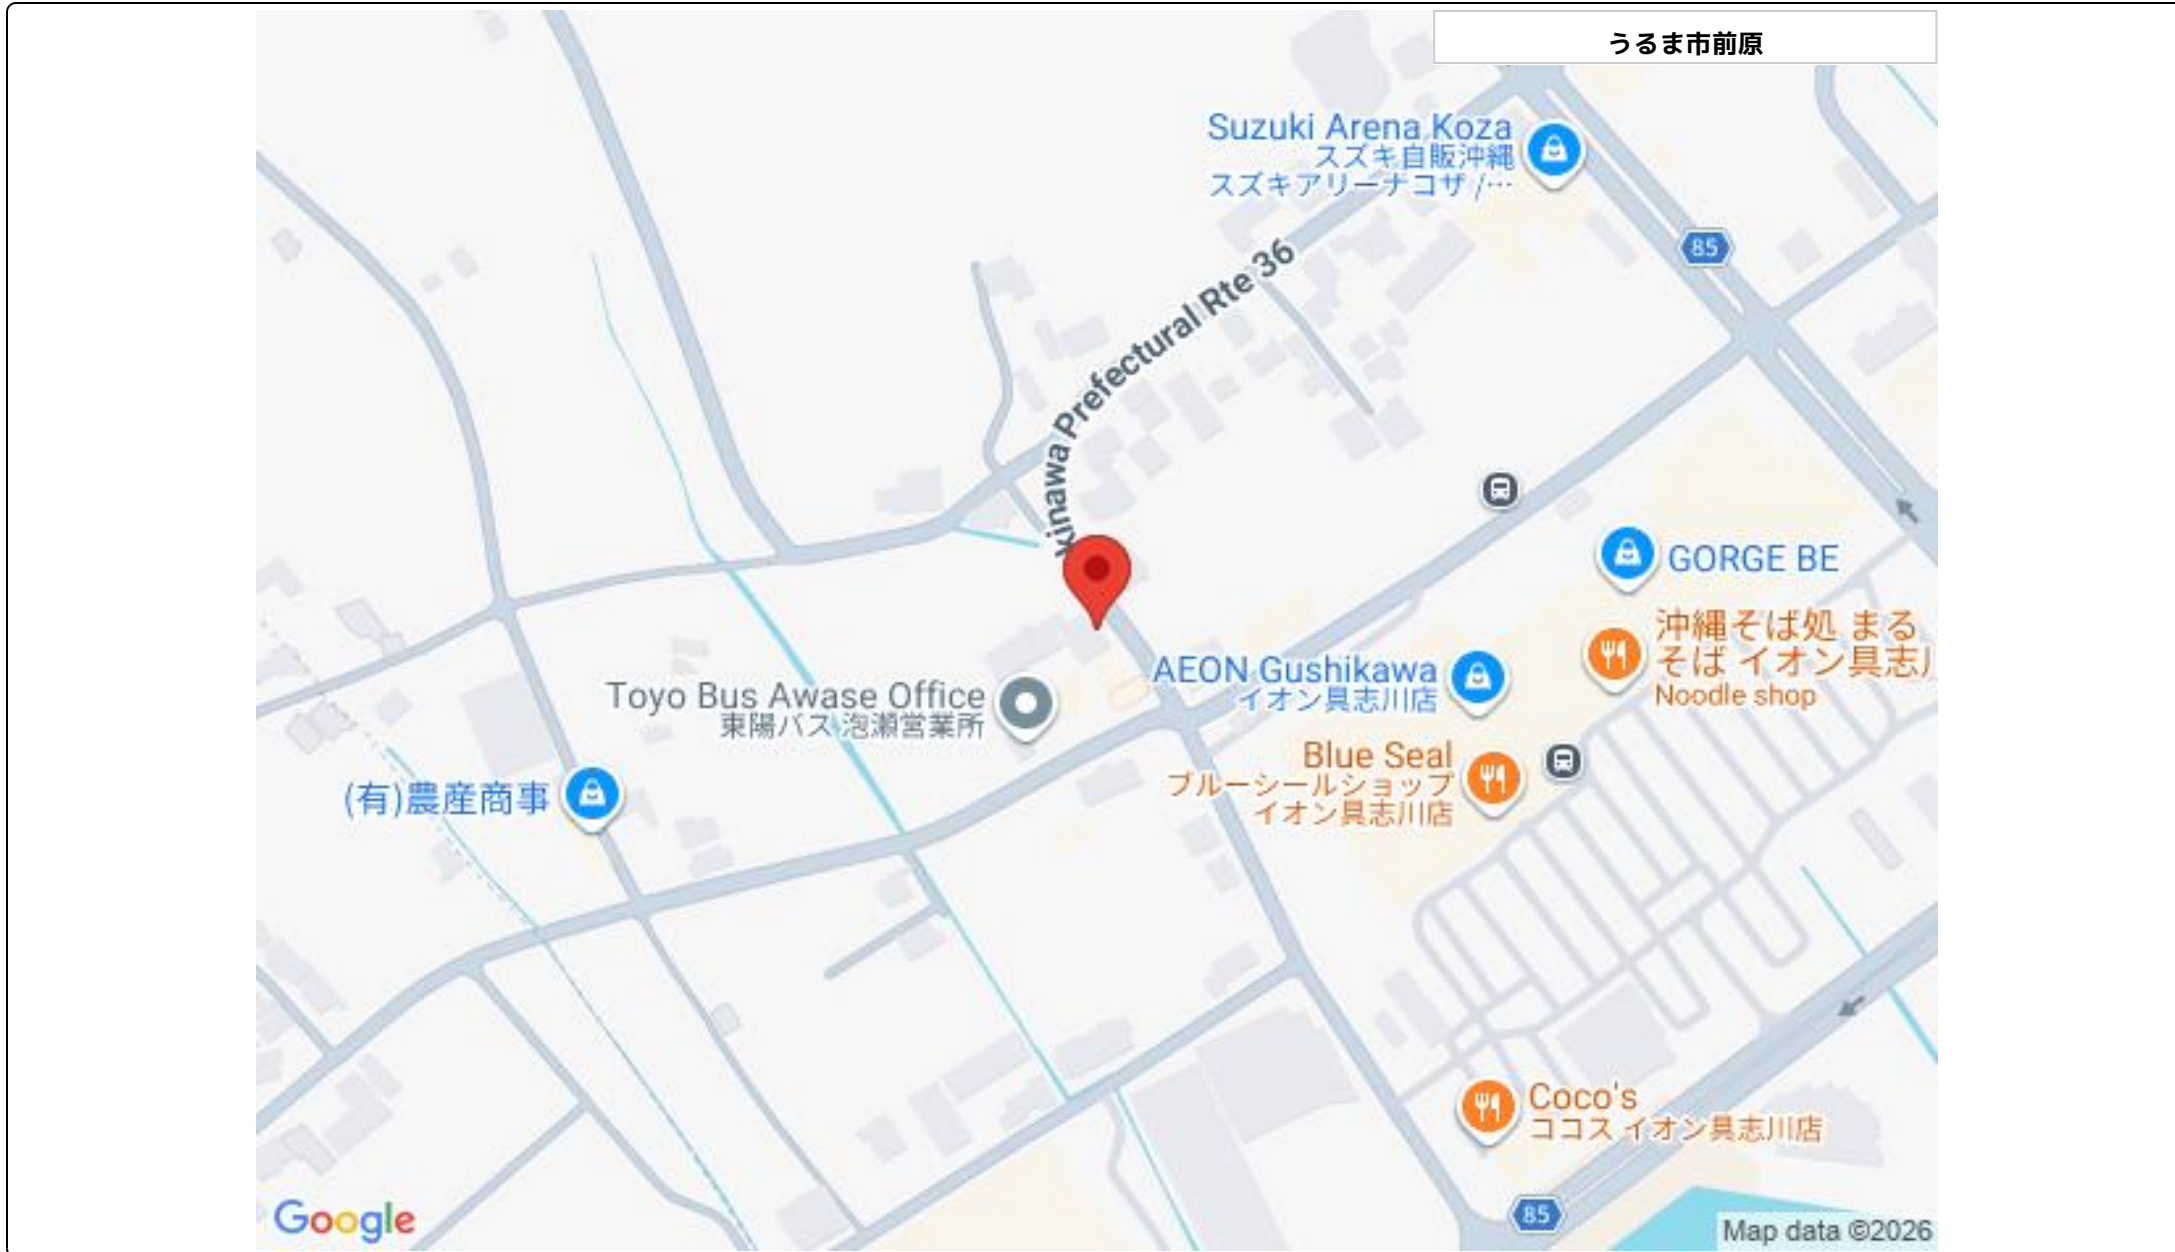 うるま市前原
Suzuki Arena Koza
スズキ自販沖縄
スズキアリーナコザ /…
85
Okinawa Prefectural Rte 36
GORGE BE
沖縄そば処 まる
そば イオン具志川
Noodle shop
AEON Gushikawa
イオン具志川店
Toyo Bus Awase Office
東陽バス 泡瀬営業所
Blue Seal
ブルーシールショップ
イオン具志川店
(有)農産商事
Coco's
ココス イオン具志川店
85
Google
Map data ©2026